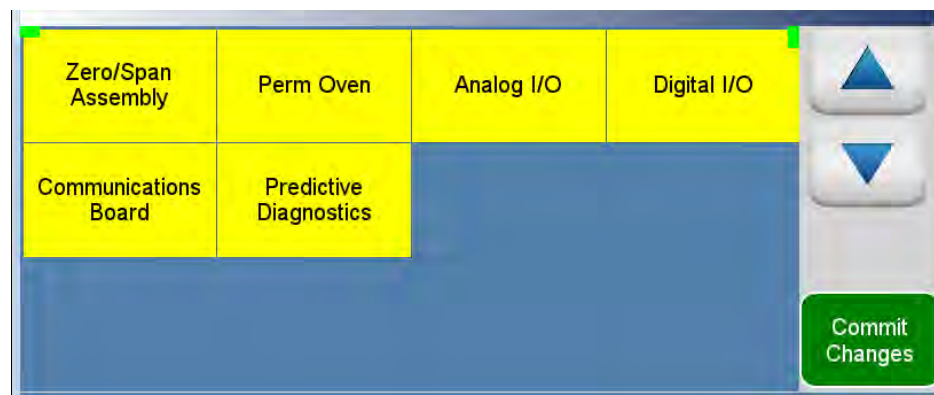 Zero/Span
Assembly
Perm Oven
Analog I/O
Digital I/O
Communications
Board
Predictive
Diagnostics
Commit
Changes